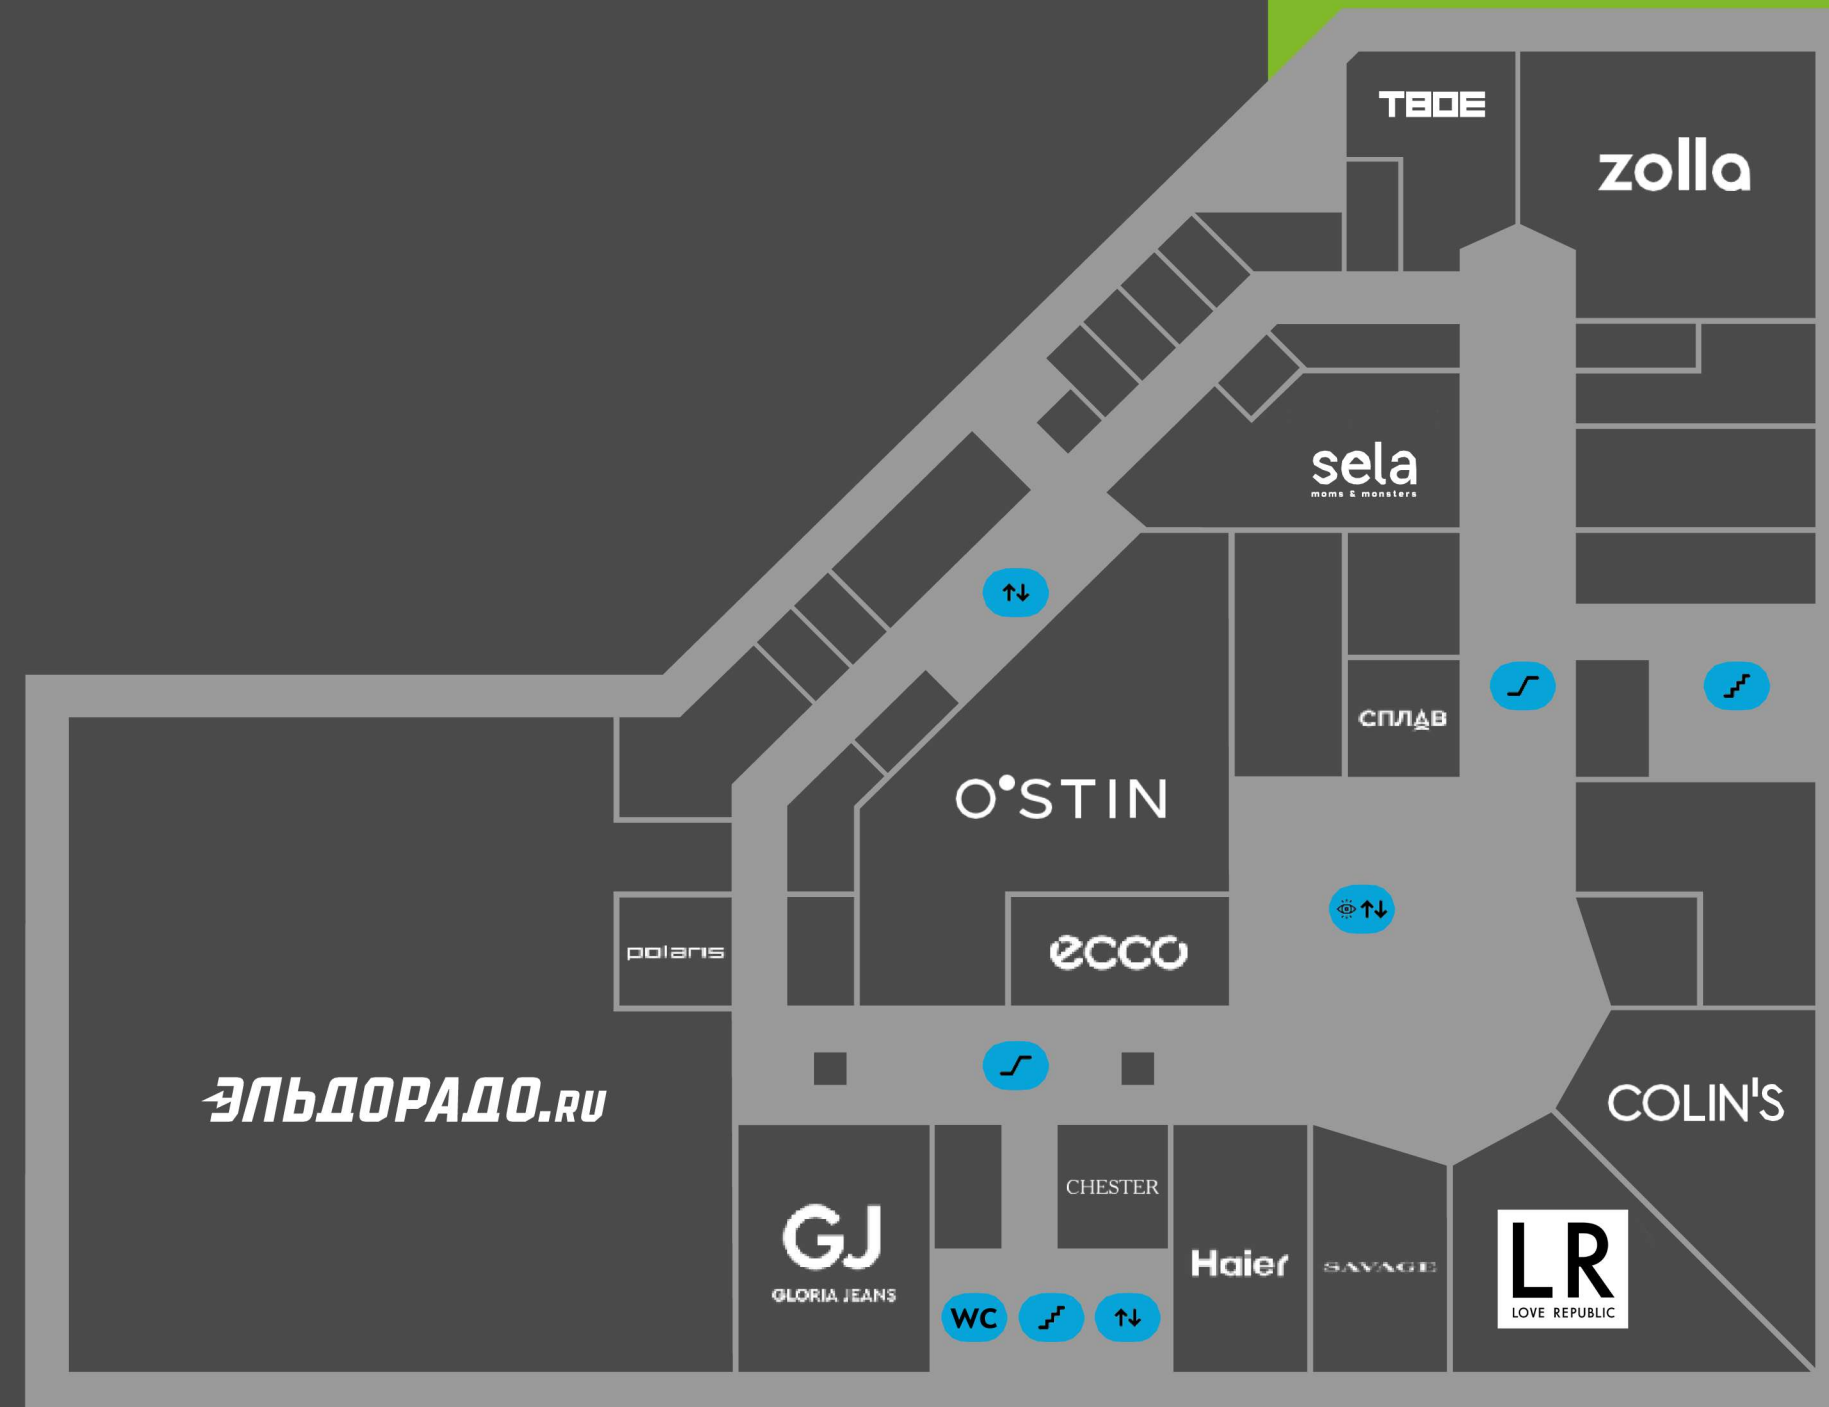 ТВОЕ
zolla
sela
moms & monsters
СПЛАВ
O'STIN
ecco
polaris
ЭЛЬДОРАДО.RU
COLIN'S
CHESTER
GJ
GLORIA JEANS
Haier
SAVAGE
LR
LOVE REPUBLIC
WC